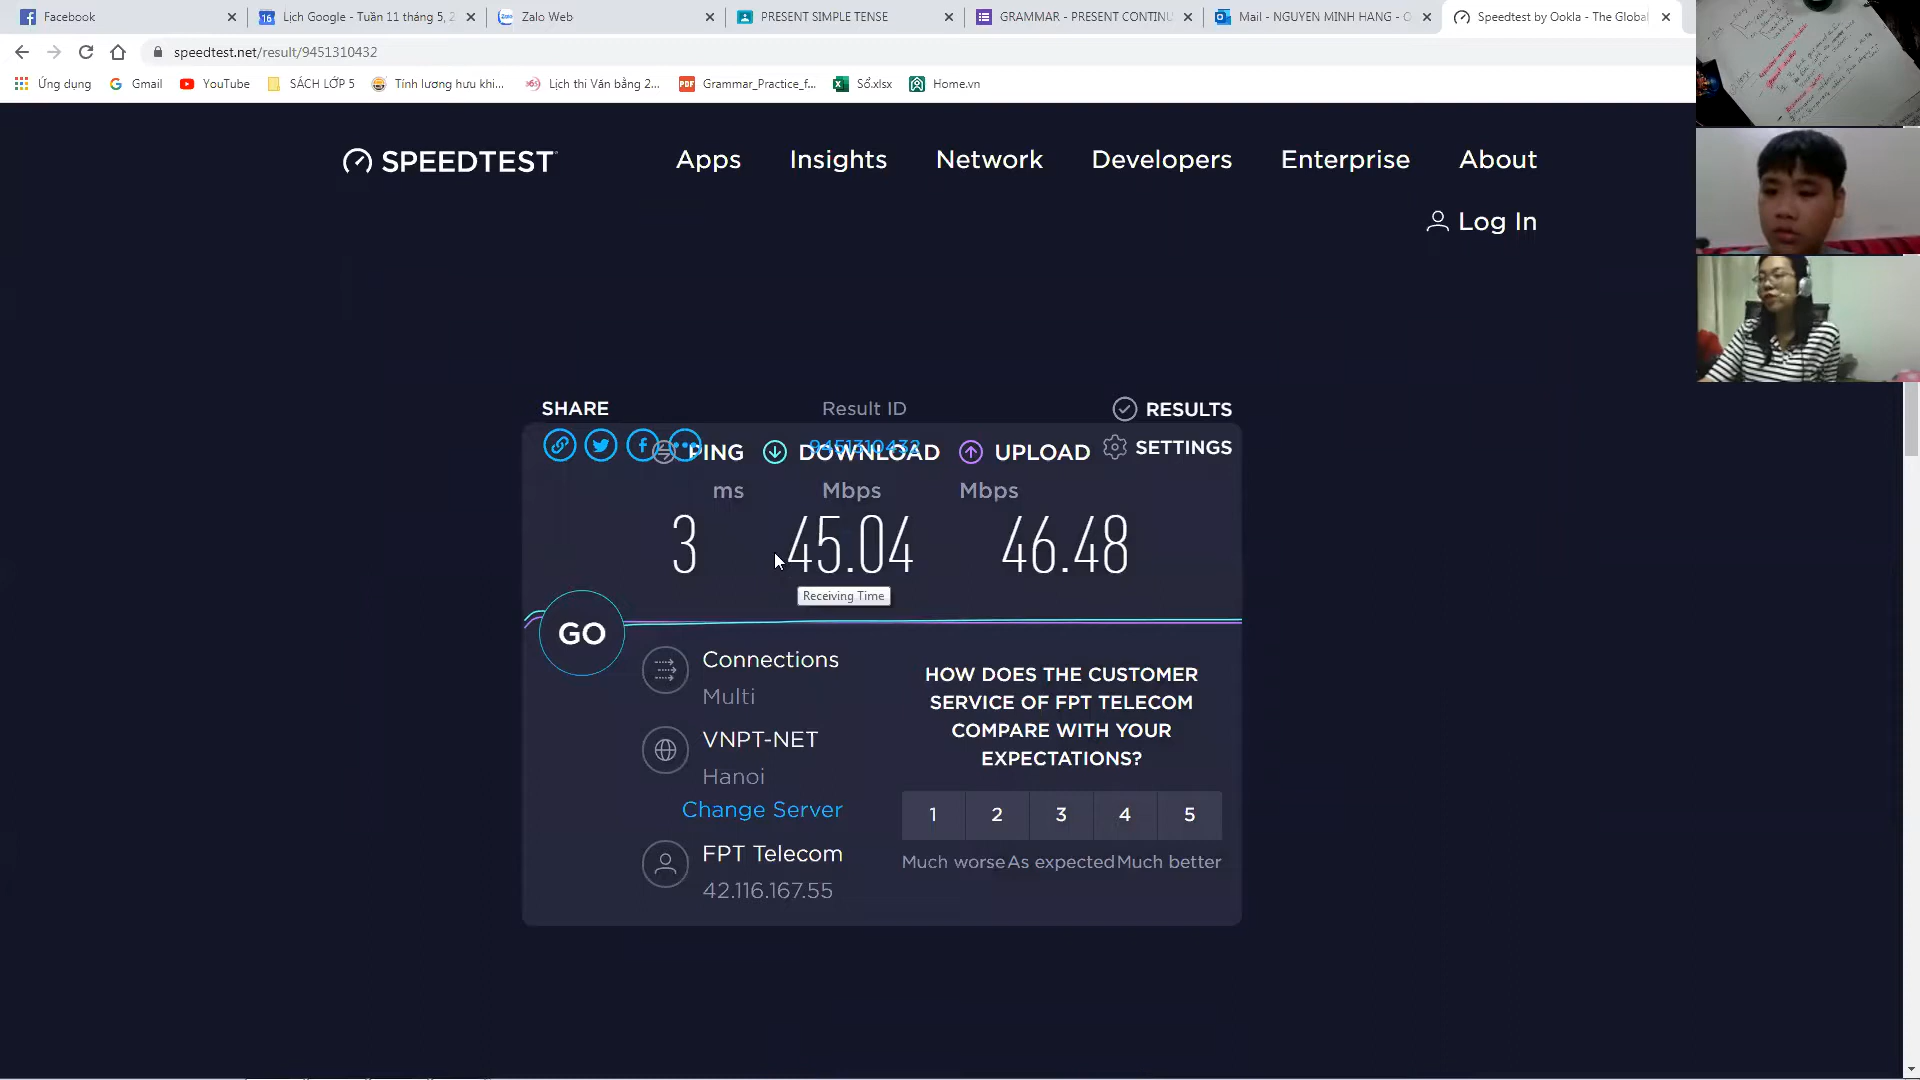 Facebook
Lịch Google - Tuần 11 tháng 5, 2
Zalo Web
PRESENT SIMPLE TENSE
GRAMMAR - PRESENT CONTINU
Mail - NGUYEN MINH HANG - O
Speedtest by Ookla - The Global
speedtest.net/result/9451310432
Ứng dụng
Gmail
YouTube
SÁCH LỚP 5
Tính lương hưu khi...
Lịch thi Văn bằng 2...
Grammar_Practice_f...
Sổ.xlsx
Home.vn
SPEEDTEST
Apps
Insights
Network
Developers
Enterprise
About
Log In
SHARE
Result ID
9451310432
RESULTS
SETTINGS
PING
ms
3
DOWNLOAD
Mbps
45.04
UPLOAD
Mbps
46.48
Receiving Time
GO
Connections
Multi
VNPT-NET
Hanoi
Change Server
FPT Telecom
42.116.167.55
HOW DOES THE CUSTOMER
SERVICE OF FPT TELECOM
COMPARE WITH YOUR
EXPECTATIONS?
1 2 3 4 5
Much worse As expected Much better